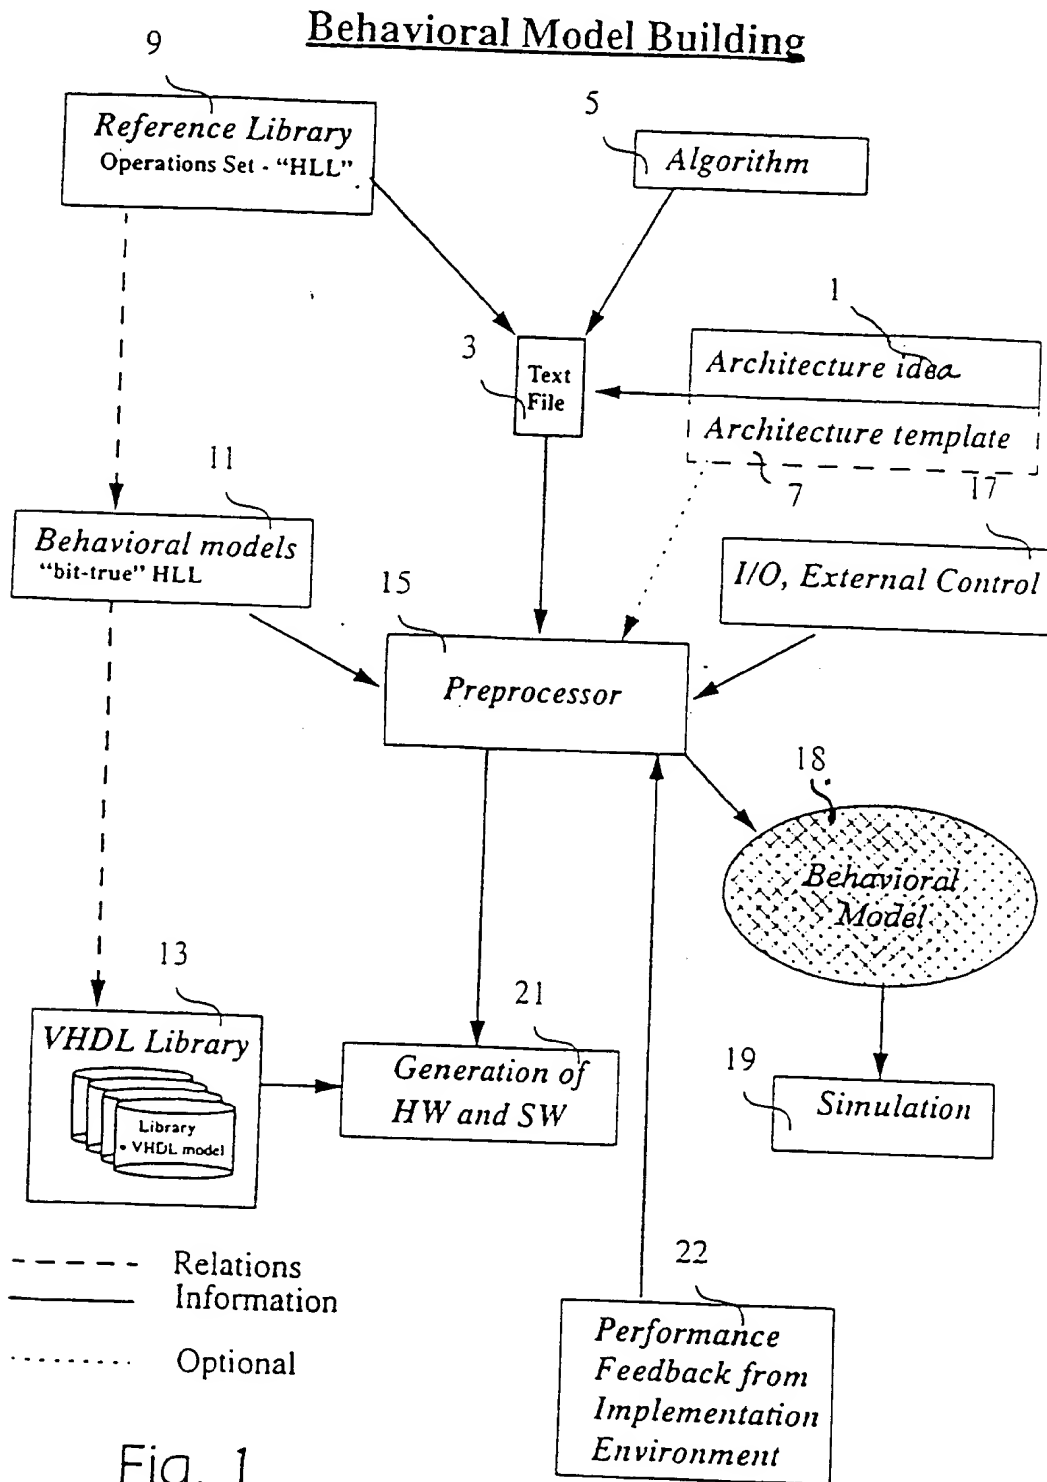 Behavioral Model Building
9
Reference Library
Operations Set - “HLL”
5
Algorithm
1
3
Text
File
Architecture idea
Architecture template
7
17
11
Behavioral models
“bit-true” HLL
I/O, External Control
15
Preprocessor
18
Behavioral
Model
13
VHDL Library
Library
• VHDL model
21
Generation of
HW and SW
19
Simulation
Relations
Information
Optional
22
Performance
Feedback from
Implementation
Environment
Fig. 1